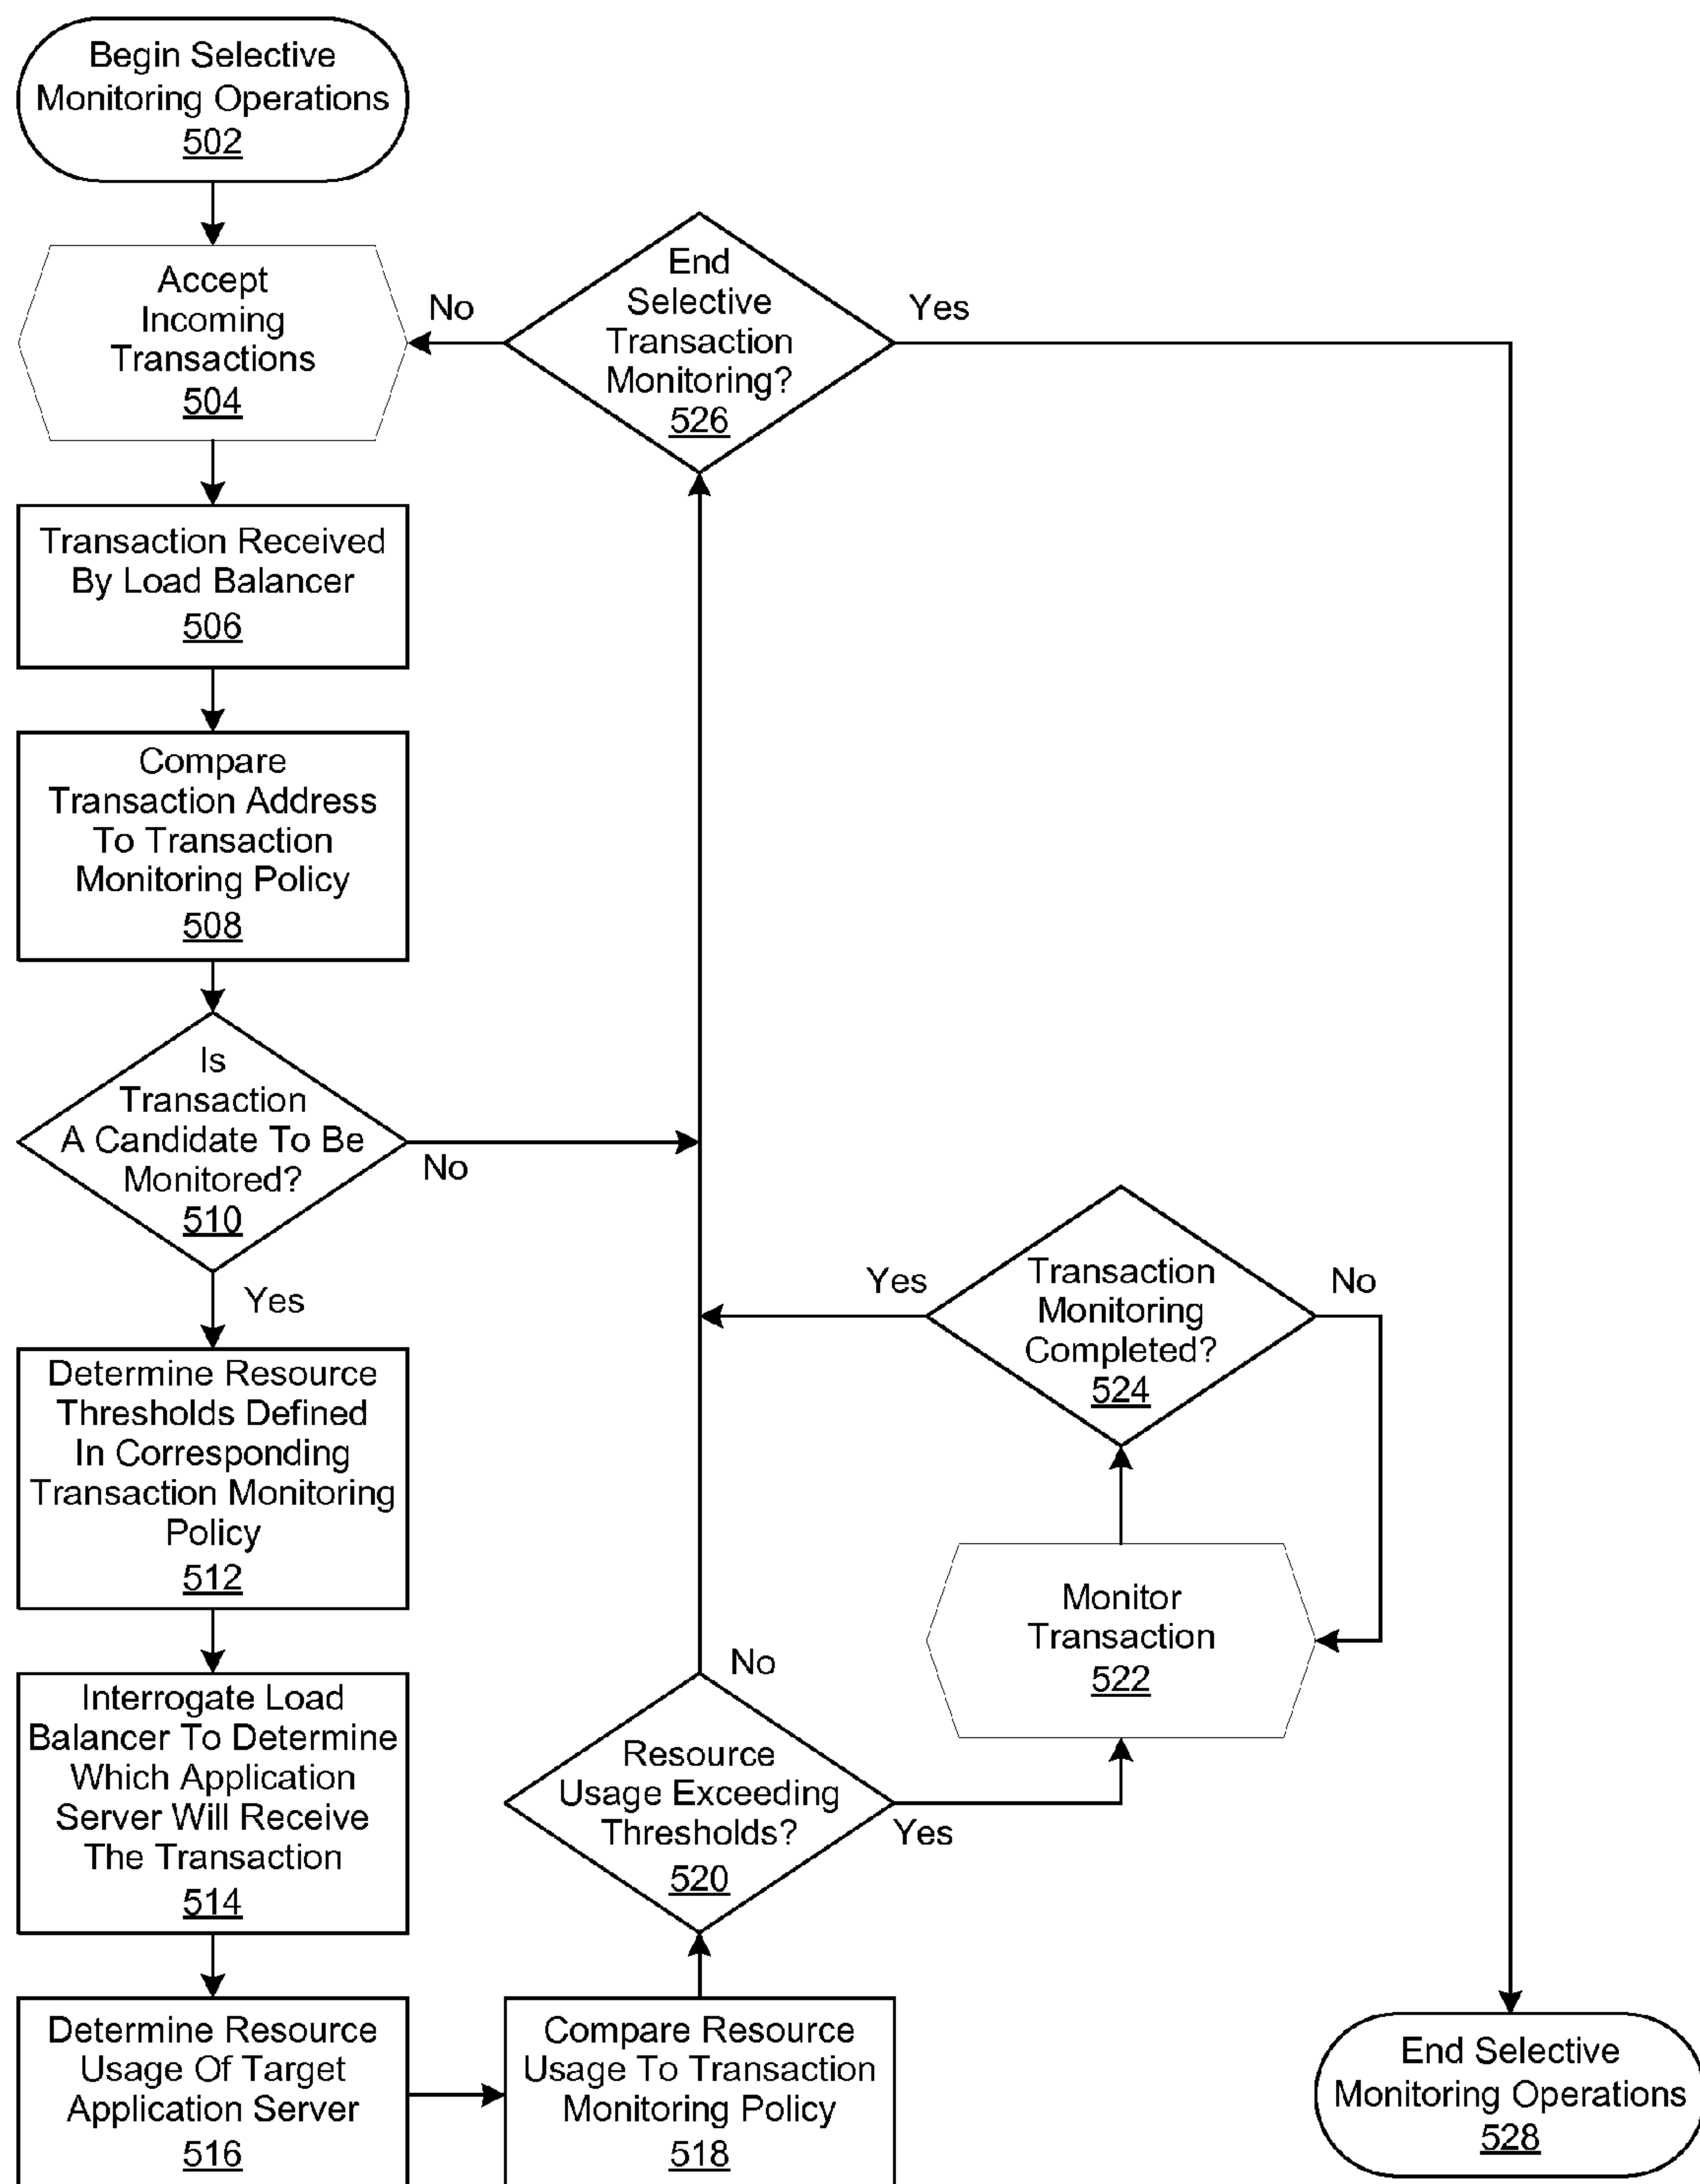 Begin Selective
Monitoring Operations
502
Accept
Incoming
Transactions
504
No
End
Selective
Transaction
Monitoring?
526
Yes
Transaction Received
By Load Balancer
506
Compare
Transaction Address
To Transaction
Monitoring Policy
508
Is
Transaction
A Candidate To Be
Monitored?
510
No
Yes
Determine Resource
Thresholds Defined
In Corresponding
Transaction Monitoring
Policy
512
Interrogate Load
Balancer To Determine
Which Application
Server Will Receive
The Transaction
514
Determine Resource
Usage Of Target
Application Server
516
Compare Resource
Usage To Transaction
Monitoring Policy
518
Resource
Usage Exceeding
Thresholds?
520
No
Yes
Monitor
Transaction
522
Transaction
Monitoring
Completed?
524
Yes
No
End Selective
Monitoring Operations
528